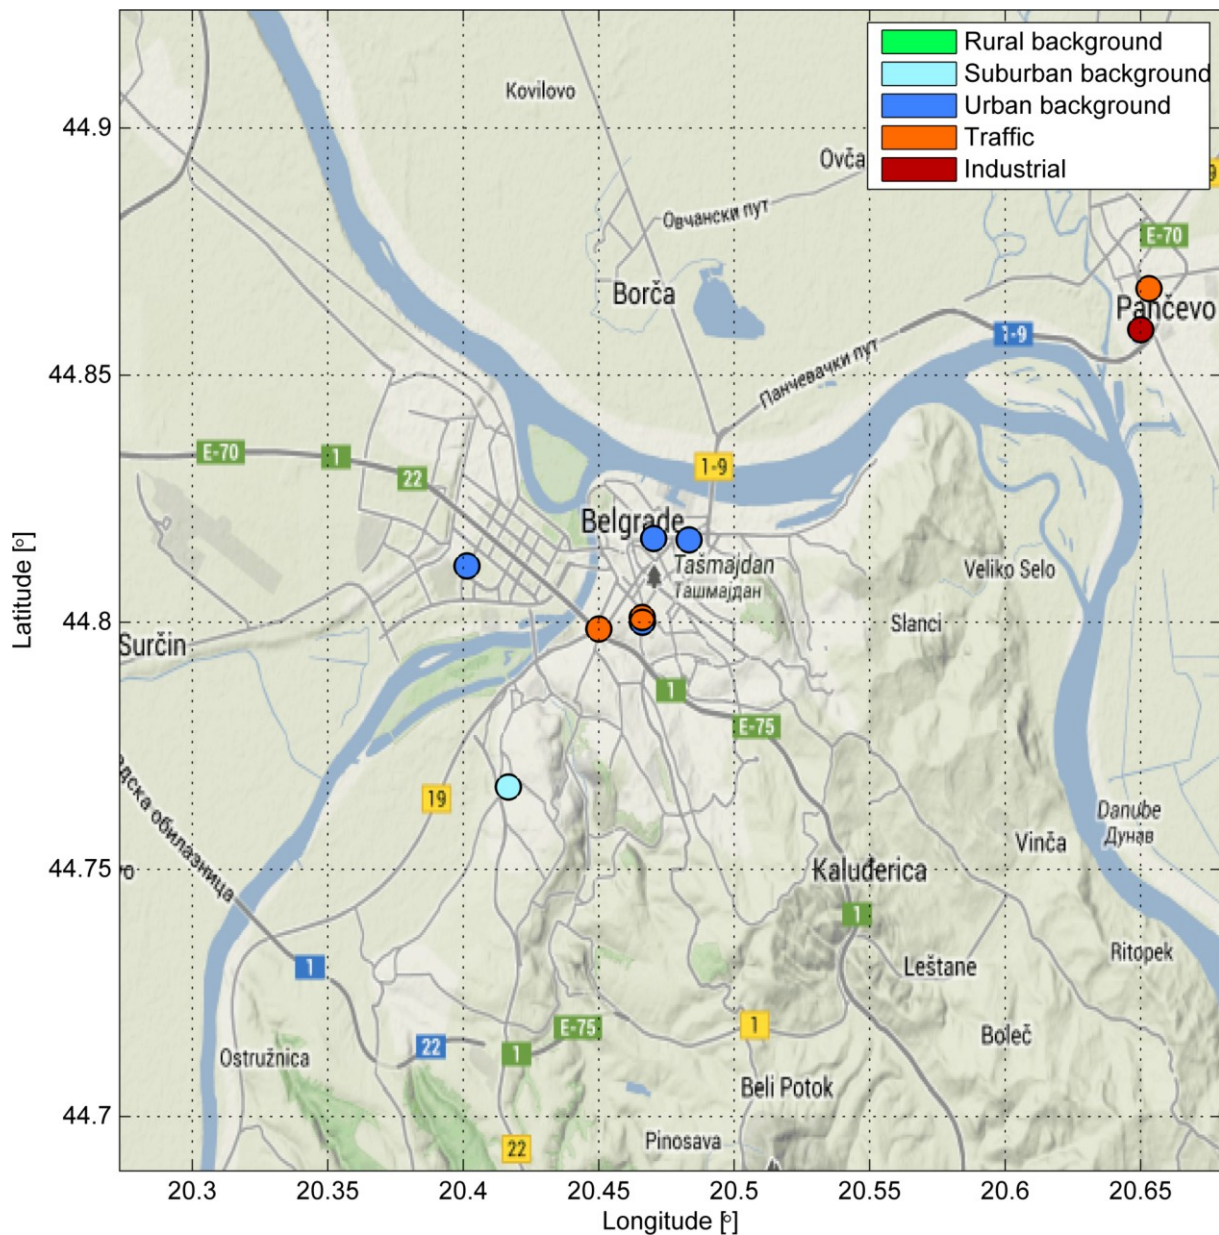 Rural background
Suburban background
Urban background
Traffic
Industrial
Kovilovo
44.9
Ovča
Овчански пут
E-70
Borča
Pančevo
1-9
Панчевачки пут
44.85
E-70
1
22
1-9
Belgrade
Tašmajdan
Ташмајдан
Veliko Selo
Latitude [°]
44.8
Slanci
Surčin
1
E-75
19
Danube
Дунав
Vinča
обилазница
44.75
Kaluđerica
1
Leštane
Ritopek
1
E-75
1
22
1
Ostružnica
Boleč
Beli Potok
44.7
22
Pinosava
20.3 20.35 20.4 20.45 20.5 20.55 20.6 20.65
Longitude [°]